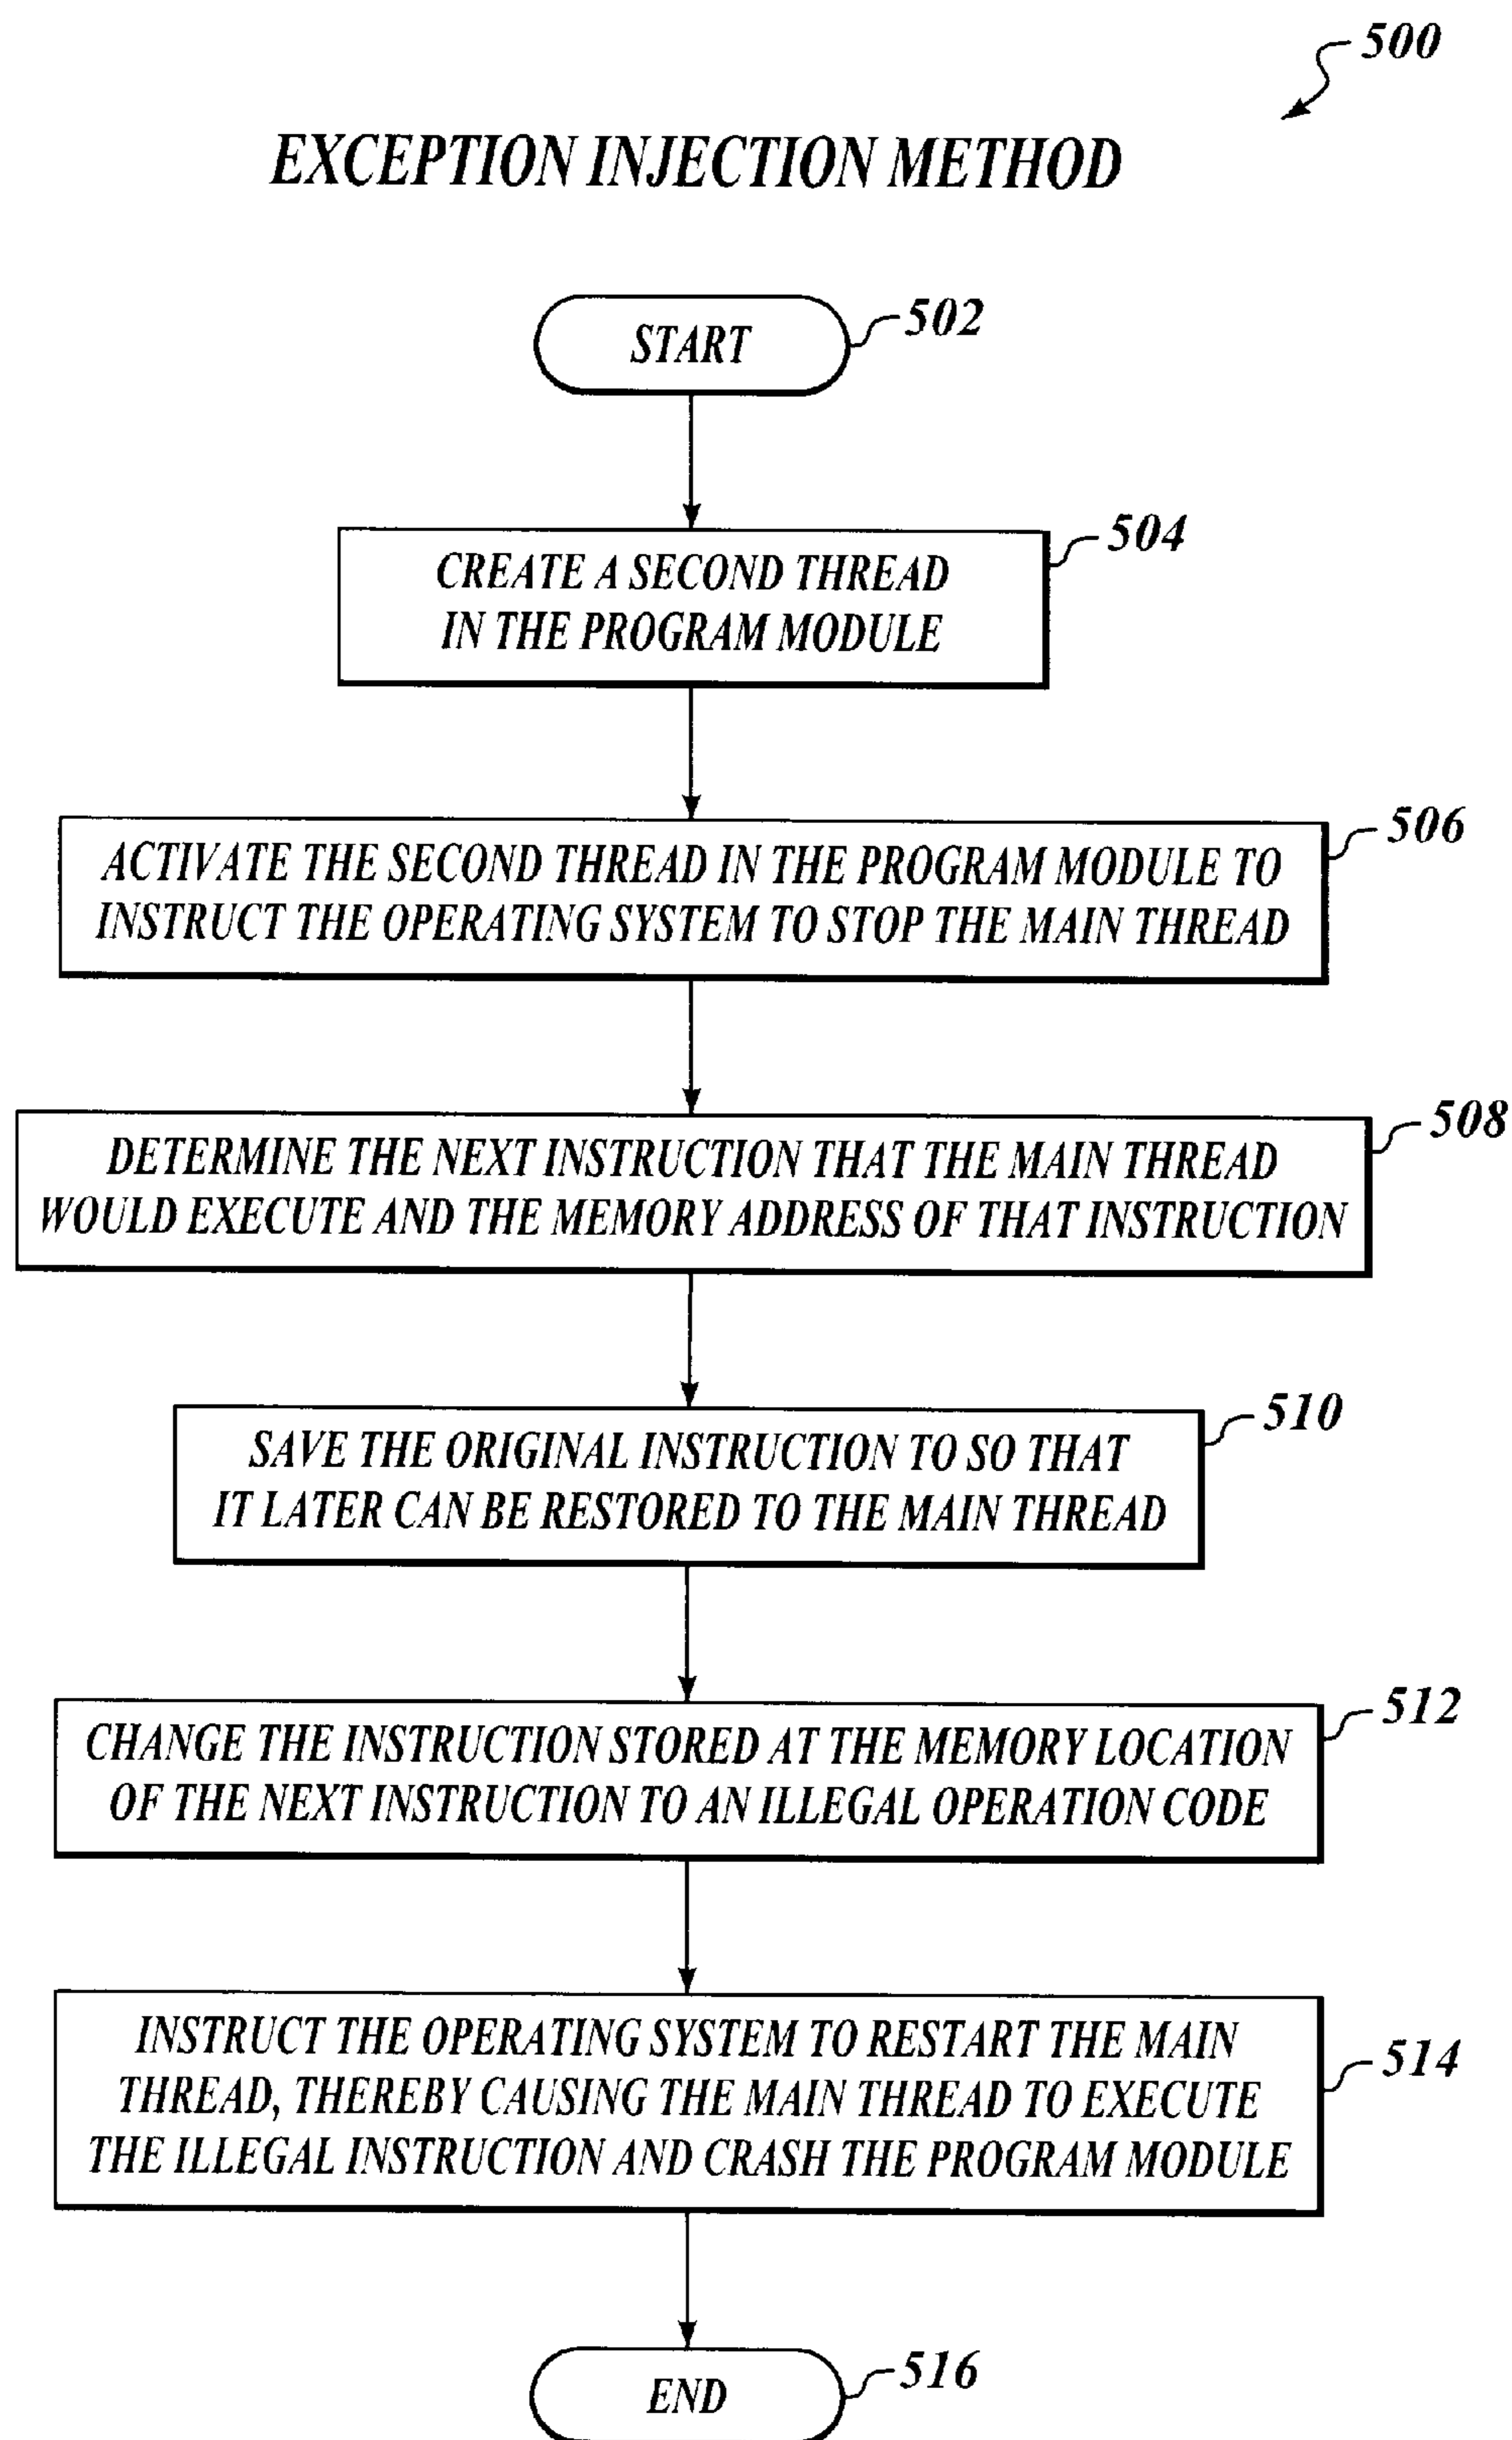 500
EXCEPTION INJECTION METHOD
START
502
CREATE A SECOND THREAD
IN THE PROGRAM MODULE
504
ACTIVATE THE SECOND THREAD IN THE PROGRAM MODULE TO
INSTRUCT THE OPERATING SYSTEM TO STOP THE MAIN THREAD
506
DETERMINE THE NEXT INSTRUCTION THAT THE MAIN THREAD
WOULD EXECUTE AND THE MEMORY ADDRESS OF THAT INSTRUCTION
508
SAVE THE ORIGINAL INSTRUCTION TO SO THAT
IT LATER CAN BE RESTORED TO THE MAIN THREAD
510
CHANGE THE INSTRUCTION STORED AT THE MEMORY LOCATION
OF THE NEXT INSTRUCTION TO AN ILLEGAL OPERATION CODE
512
INSTRUCT THE OPERATING SYSTEM TO RESTART THE MAIN
THREAD, THEREBY CAUSING THE MAIN THREAD TO EXECUTE
THE ILLEGAL INSTRUCTION AND CRASH THE PROGRAM MODULE
514
END
516